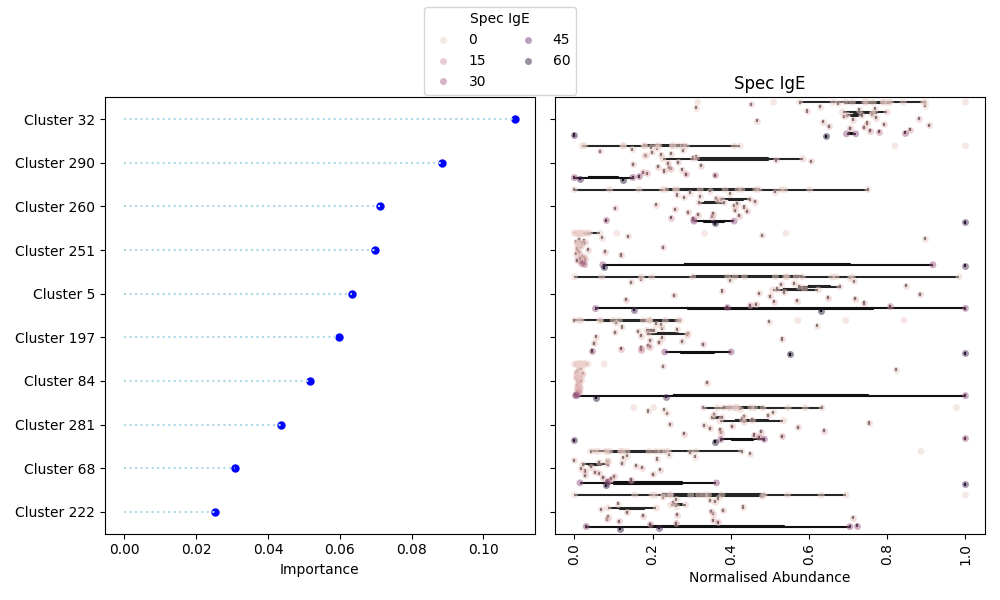 Spec IgE
0 45
15 60
30
Spec IgE
Cluster 32
Cluster 290
Cluster 260
Cluster 251
Cluster 5
Cluster 197
Cluster 84
Cluster 281
Cluster 68
Cluster 222
0.00 0.02 0.04 0.06 0.08 0.10
Importance
0.0 0.2 0.4 0.6 0.8 1.0
Normalised Abundance